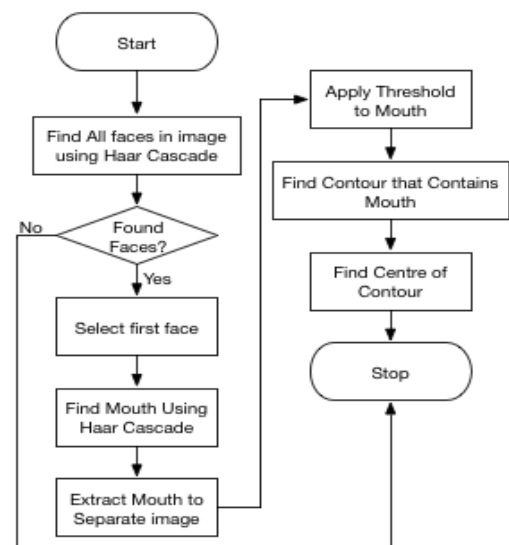 Start
Find All faces in image
using Haar Cascade
Found
Faces?
No
Yes
Select first face
Find Mouth Using
Haar Cascade
Extract Mouth to
Separate image
Apply Threshold
to Mouth
Find Contour that Contains
Mouth
Find Centre of
Contour
Stop